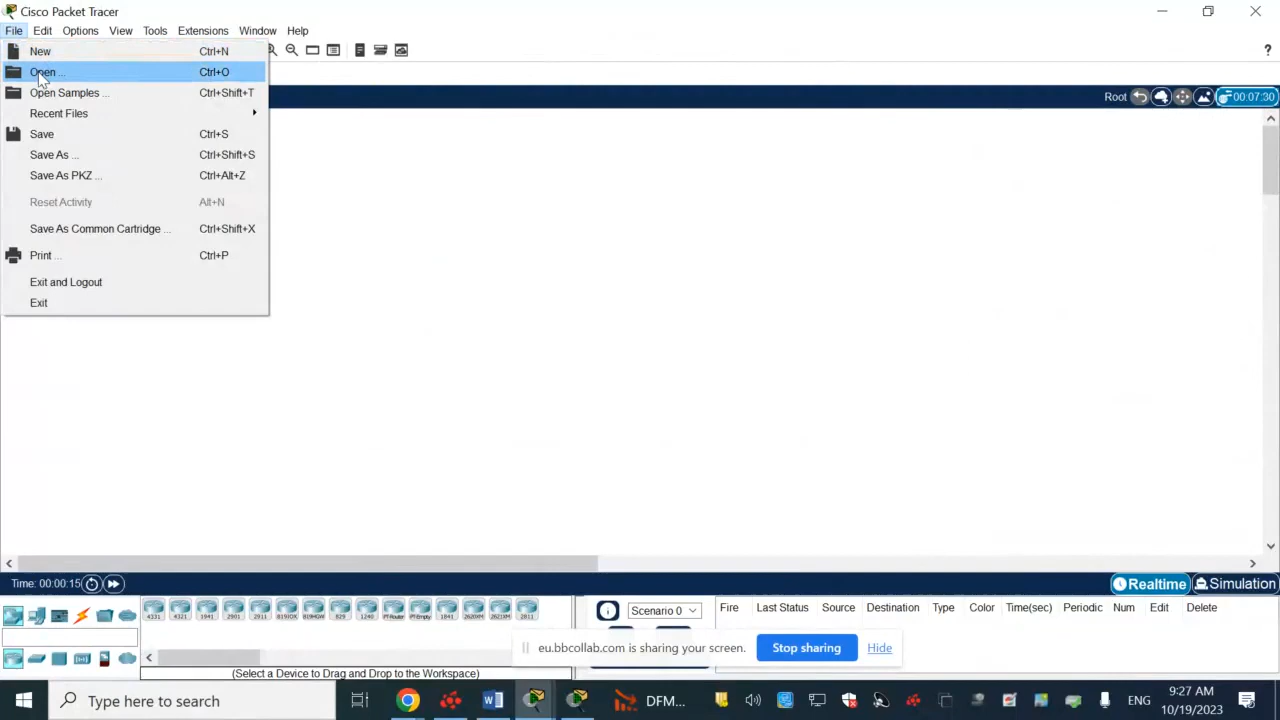 Cisco Packet Tracer
File Edit Options View Tools Extensions Window Help
New Ctrl+N
Open ... Ctrl+O
Open Samples ... Ctrl+Shift+T
Recent Files
Save Ctrl+S
Save As ... Ctrl+Shift+S
Save As PKZ ... Ctrl+Alt+Z
Reset Activity Alt+N
Save As Common Cartridge ... Ctrl+Shift+X
Print ... Ctrl+P
Exit and Logout
Exit
?
Root 00:07:30
Time: 00:00:15 Realtime Simulation
4331 4321 1941 2901 2911 819IOX 819HGW 829 1240 PT-Router PT-Empty 1841 2620XM 2621XM 2811
Scenario 0 Fire Last Status Source Destination Type Color Time(sec) Periodic Num Edit Delete
eu.bbcollab.com is sharing your screen. Stop sharing Hide
(Select a Device to Drag and Drop to the Workspace)
Type here to search DFM... ENG 9:27 AM
10/19/2023